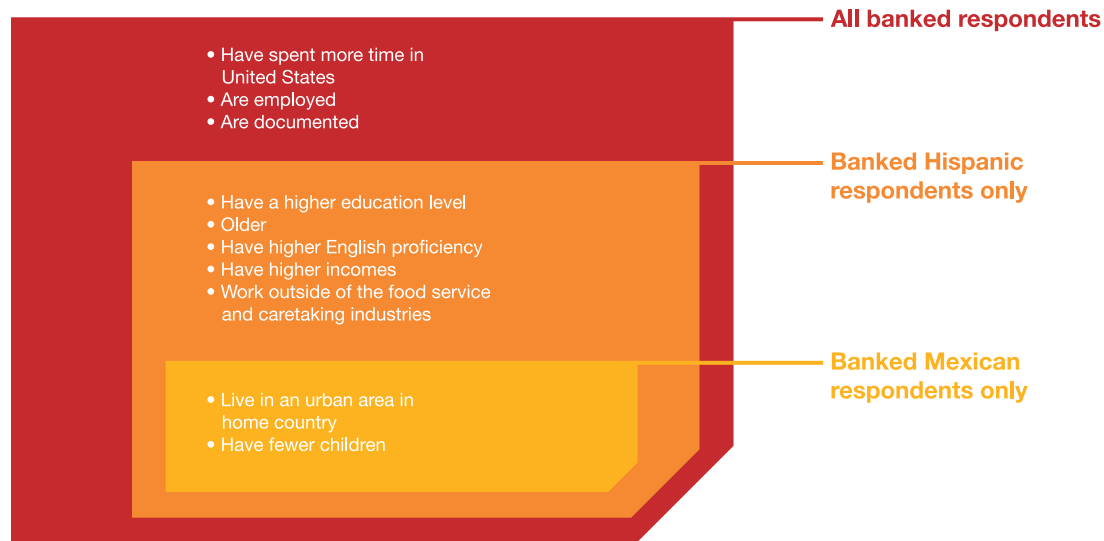 All banked respondents
• Have spent more time in
United States
• Are employed
• Are documented
Banked Hispanic
respondents only
• Have a higher education level
• Older
• Have higher English proficiency
• Have higher incomes
• Work outside of the food service
and caretaking industries
Banked Mexican
respondents only
• Live in an urban area in
home country
• Have fewer children